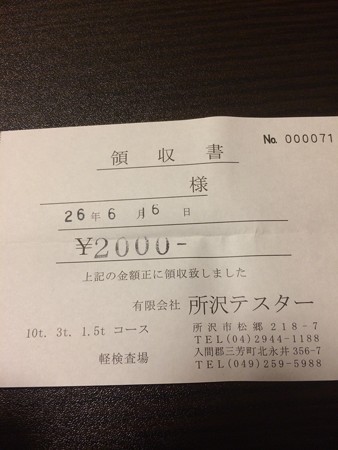 No. 000071
領収書
様
26年6月6日
¥2000-
上記の金額正に領収致しました
有限会社 所沢テスター
10t. 3t. 1.5t コース
所沢市松郷218-7
TEL(04)2944-1188
入間郡三芳町北永井356-7
軽検査場
TEL(049)259-5988